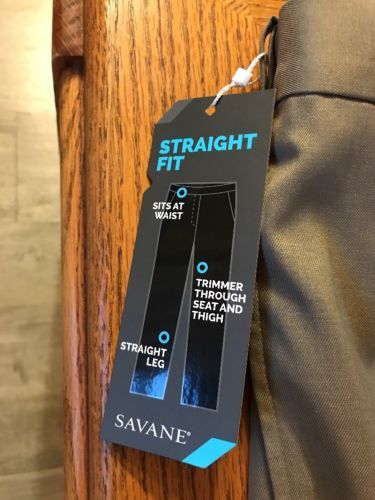 STRAIGHT
FIT
SITS AT
WAIST
TRIMMER
THROUGH
SEAT AND
THIGH
STRAIGHT
LEG
SAVANE®